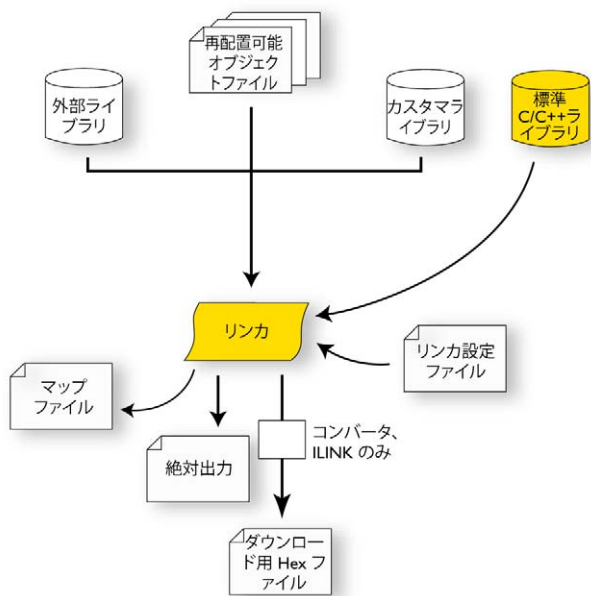 再配置可能
オブジェク
トファイル
外部ライ
ブラリ
カスタマラ
イブラリ
標準
C/C++ラ
イブラリ
リンカ
リンカ設定
ファイル
マップ
ファイル
絶対出力
コンバータ、
ILINK のみ
ダウンロー
ド用 Hex フ
ァイル